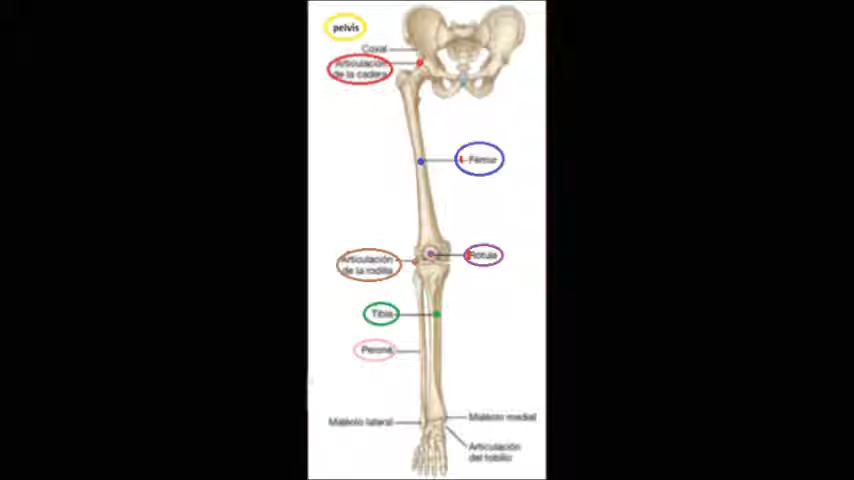 pelvis
Coxal
Articulación
de la cadera
Fémur
Articulación
de la rodilla
Rótula
Tibia
Peroné
Maléolo lateral
Maléolo medial
Articulación
del tobillo